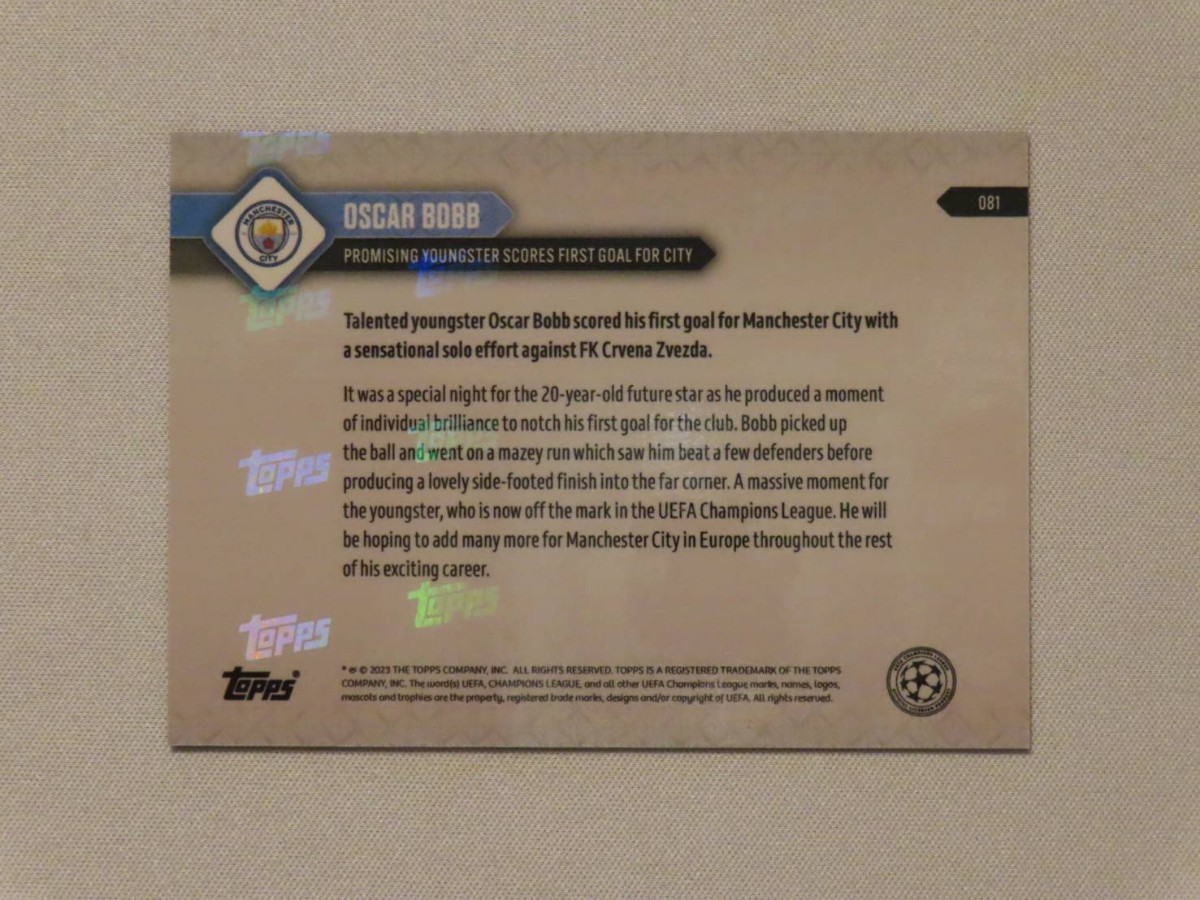 TOPPS
MANCHESTER
CITY
OSCAR BOBB
081
PROMISING YOUNGSTER SCORES FIRST GOAL FOR CITY
TOPPS
Talented youngster Oscar Bobb scored his first goal for Manchester City with
a sensational solo effort against FK Crvena Zvezda.
It was a special night for the 20-year-old future star as he produced a moment
of individual brilliance to notch his first goal for the club. Bobb picked up
the ball and went on a mazey run which saw him beat a few defenders before
producing a lovely side-footed finish into the far corner. A massive moment for
the youngster, who is now off the mark in the UEFA Champions League. He will
be hoping to add many more for Manchester City in Europe throughout the rest
of his exciting career.
TOPPS
TOPPS
TOPPS
TOPPS
* ® © 2023 THE TOPPS COMPANY, INC. ALL RIGHTS RESERVED. TOPPS IS A REGISTERED TRADEMARK OF THE TOPPS
COMPANY, INC. The word(s) UEFA, CHAMPIONS LEAGUE, and all other UEFA Champions League marks, names, logos,
mascots and trophies are the property, registered trade marks, designs and/or copyright of UEFA. All rights reserved.